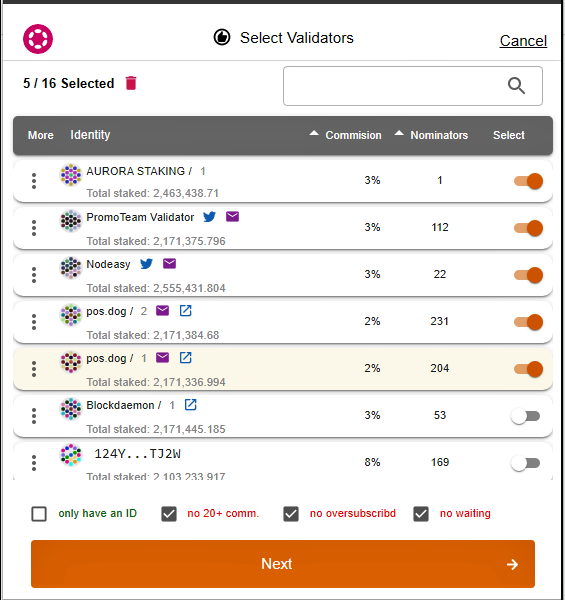 Select Validators
Cancel
5 / 16 Selected
More Identity Commision Nominators Select
AURORA STAKING / 1 3% 1
Total staked: 2,463,438.71
PromoTeam Validator 3% 112
Total staked: 2,171,375.796
Nodeasy 3% 22
Total staked: 2,555,431.804
pos.dog / 2 2% 231
Total staked: 2,171,384.68
pos.dog / 1 2% 204
Total staked: 2,171,336.994
Blockdaemon / 1 3% 53
Total staked: 2,171,445.185
124Y...TJ2W 8% 169
Total staked: 2,103,233.917
only have an ID no 20+ comm. no oversubscribd no waiting
Next